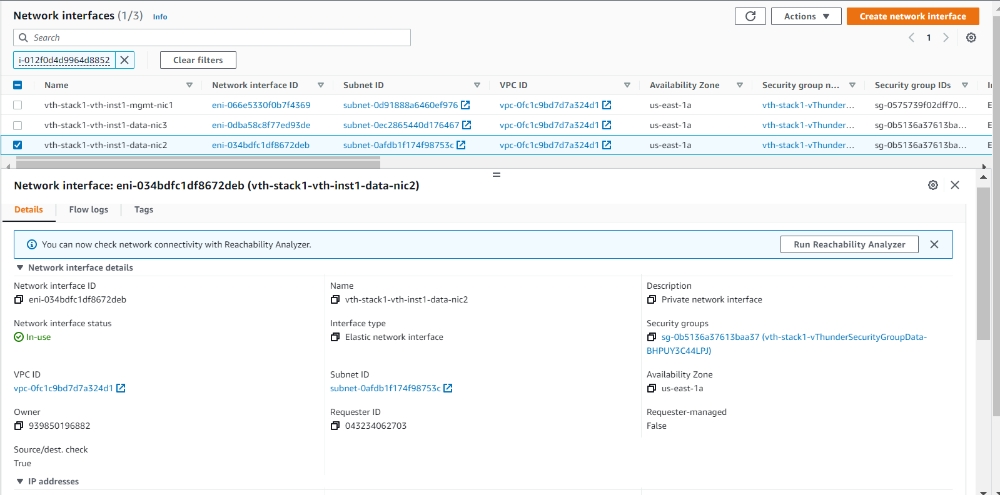 Network interfaces (1/3) Info
Actions
Create network interface
Search
1
i-012f0d4d9964d8852
Clear filters
Name Network interface ID Subnet ID VPC ID Availability Zone Security group n... Security group IDs
vth-stack1-vth-inst1-mgmt-nic1 eni-066e5330f0b7f4369 subnet-0d91888a6460ef976 vpc-0fc1c9bd7d7a324d1 us-east-1a vth-stack1-vThunder... sg-0575739f02dff70...
vth-stack1-vth-inst1-data-nic3 eni-0dba58c8f77ed93de subnet-0ec2865440d176467 vpc-0fc1c9bd7d7a324d1 us-east-1a vth-stack1-vThunder... sg-0b5136a37613ba...
vth-stack1-vth-inst1-data-nic2 eni-034bdfc1df8672deb subnet-0afdb1f174f98753c vpc-0fc1c9bd7d7a324d1 us-east-1a vth-stack1-vThunder... sg-0b5136a37613ba...
Network interface: eni-034bdfc1df8672deb (vth-stack1-vth-inst1-data-nic2)
Details Flow logs Tags
You can now check network connectivity with Reachability Analyzer.
Run Reachability Analyzer
Network interface details
Network interface ID
eni-034bdfc1df8672deb
Name
vth-stack1-vth-inst1-data-nic2
Description
Private network interface
Network interface status
In-use
Interface type
Elastic network interface
Security groups
sg-0b5136a37613baa37 (vth-stack1-vThunderSecurityGroupData-
BHPUY3C44LPJ)
VPC ID
vpc-0fc1c9bd7d7a324d1
Subnet ID
subnet-0afdb1f174f98753c
Availability Zone
us-east-1a
Owner
939850196882
Requester ID
043234062703
Requester-managed
False
Source/dest. check
True
IP addresses